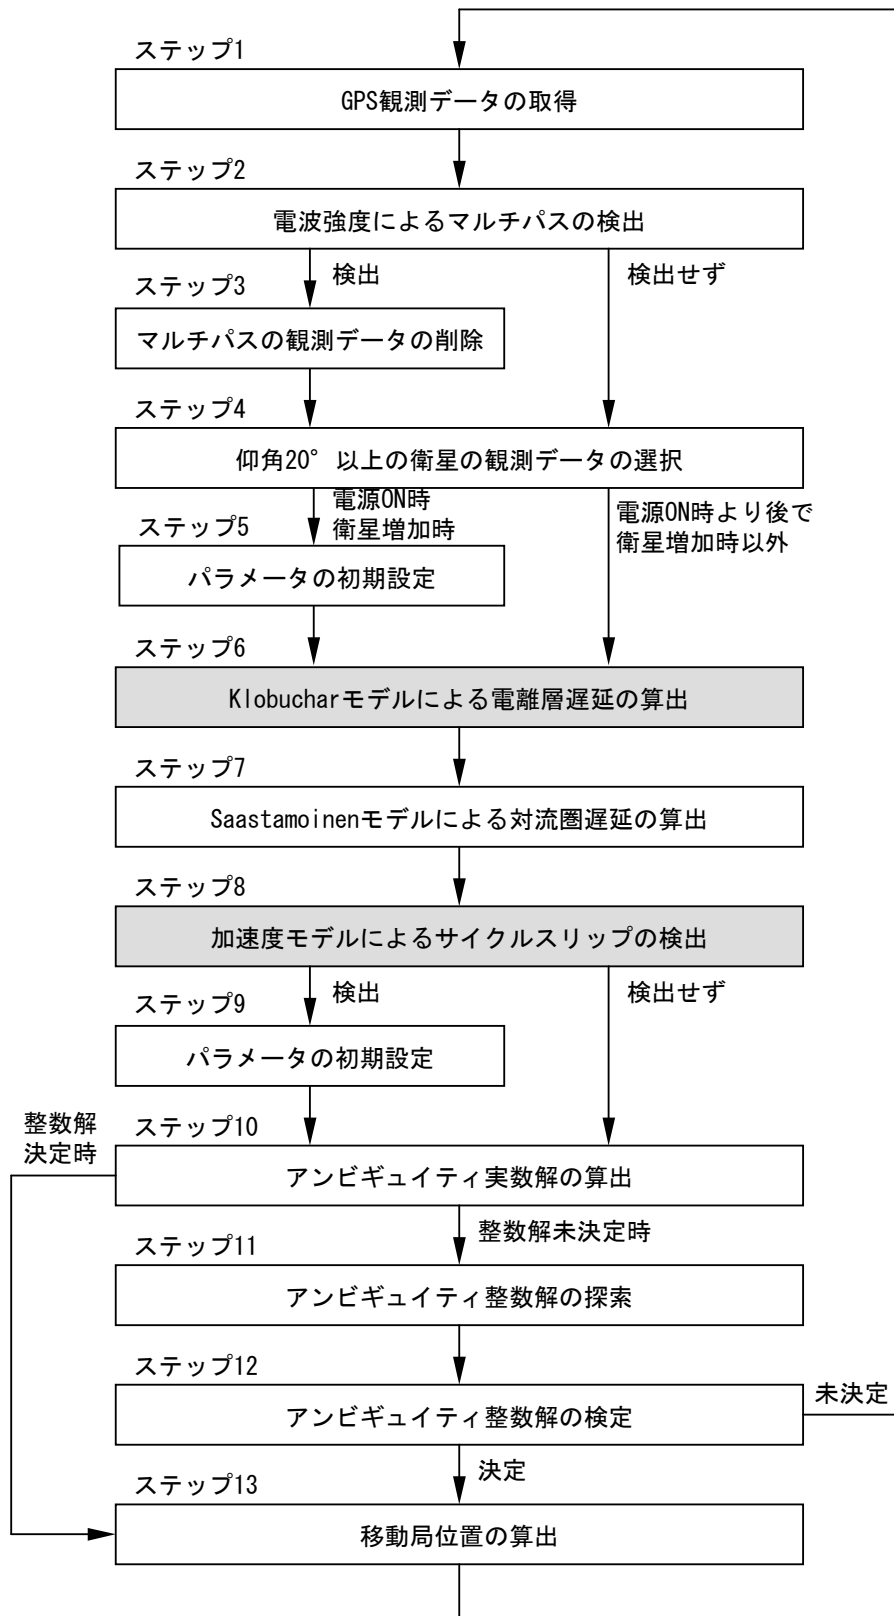 ステップ1
GPS観測データの取得
ステップ2
電波強度によるマルチパスの検出
検出
検出せず
ステップ3
マルチパスの観測データの削除
ステップ4
仰角20°以上の衛星の観測データの選択
電源ON時
衛星増加時
電源ON時より後で
衛星増加時以外
ステップ5
パラメータの初期設定
ステップ6
Klobucharモデルによる電離層遅延の算出
ステップ7
Saastamoinenモデルによる対流圏遅延の算出
ステップ8
加速度モデルによるサイクルスリップの検出
検出
検出せず
ステップ9
パラメータの初期設定
整数解
決定時
ステップ10
アンビギュイティ実数解の算出
整数解未決定時
ステップ11
アンビギュイティ整数解の探索
ステップ12
アンビギュイティ整数解の検定
未決定
決定
ステップ13
移動局位置の算出